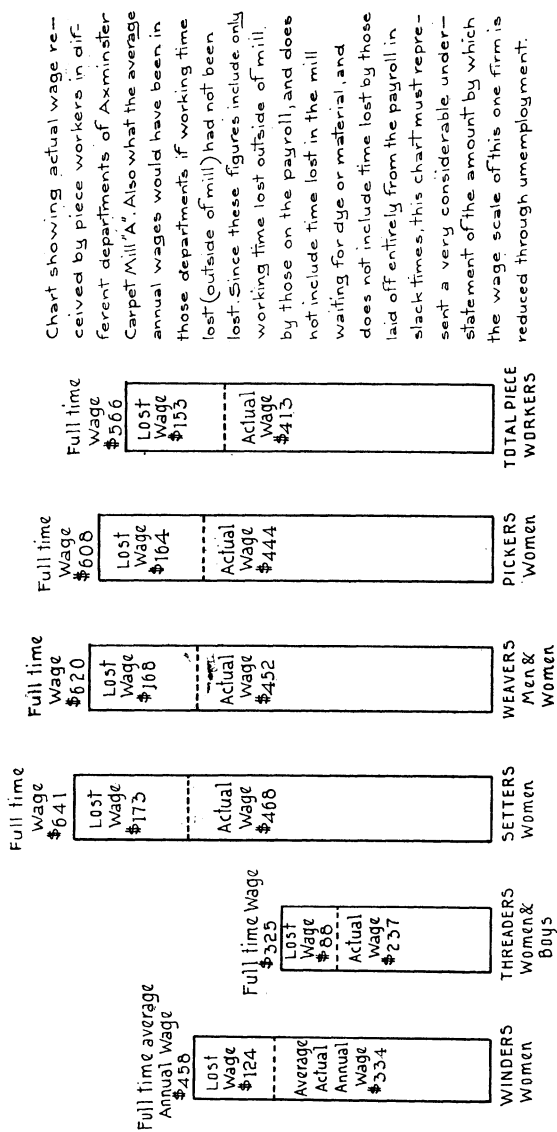 Full time average
Annual Wage
$458
Lost
Wage
$124
Average
Actual
Annual
Wage
$334
WINDERS
Women
Full time Wage
$325
Lost
Wage
$88
Actual
Wage
$237
THREADERS
Women&
Boys
Full time
Wage
$641
Lost
Wage
$173
Actual
Wage
$468
SETTERS
Women
Full time
Wage
$620
Lost
Wage
$168
Actual
Wage
$452
WEAVERS
Men&
Women
Full time
Wage
$608
Lost
Wage
$164
Actual
Wage
$444
PICKERS
Women
Full time
Wage
$566
Lost
Wage
$153
Actual
Wage
$413
TOTAL PIECE
WORKERS
Chart showing actual wage re-
ceived by piece workers in dif-
ferent departments of Axminster
Carpet Mill "A". Also what the average
annual wages would have been in
those departments if working time
lost (outside of mill) had not been
lost. Since these figures include only
working time lost outside of mill
by those on the payroll, and does
not include time lost in the mill
waiting for dye or material, and
does not include time lost by those
laid off entirely from the payroll in
slack times, this chart must repre-
sent a very considerable under-
statement of the amount by which
the wage scale of this one firm is
reduced through umemployment.